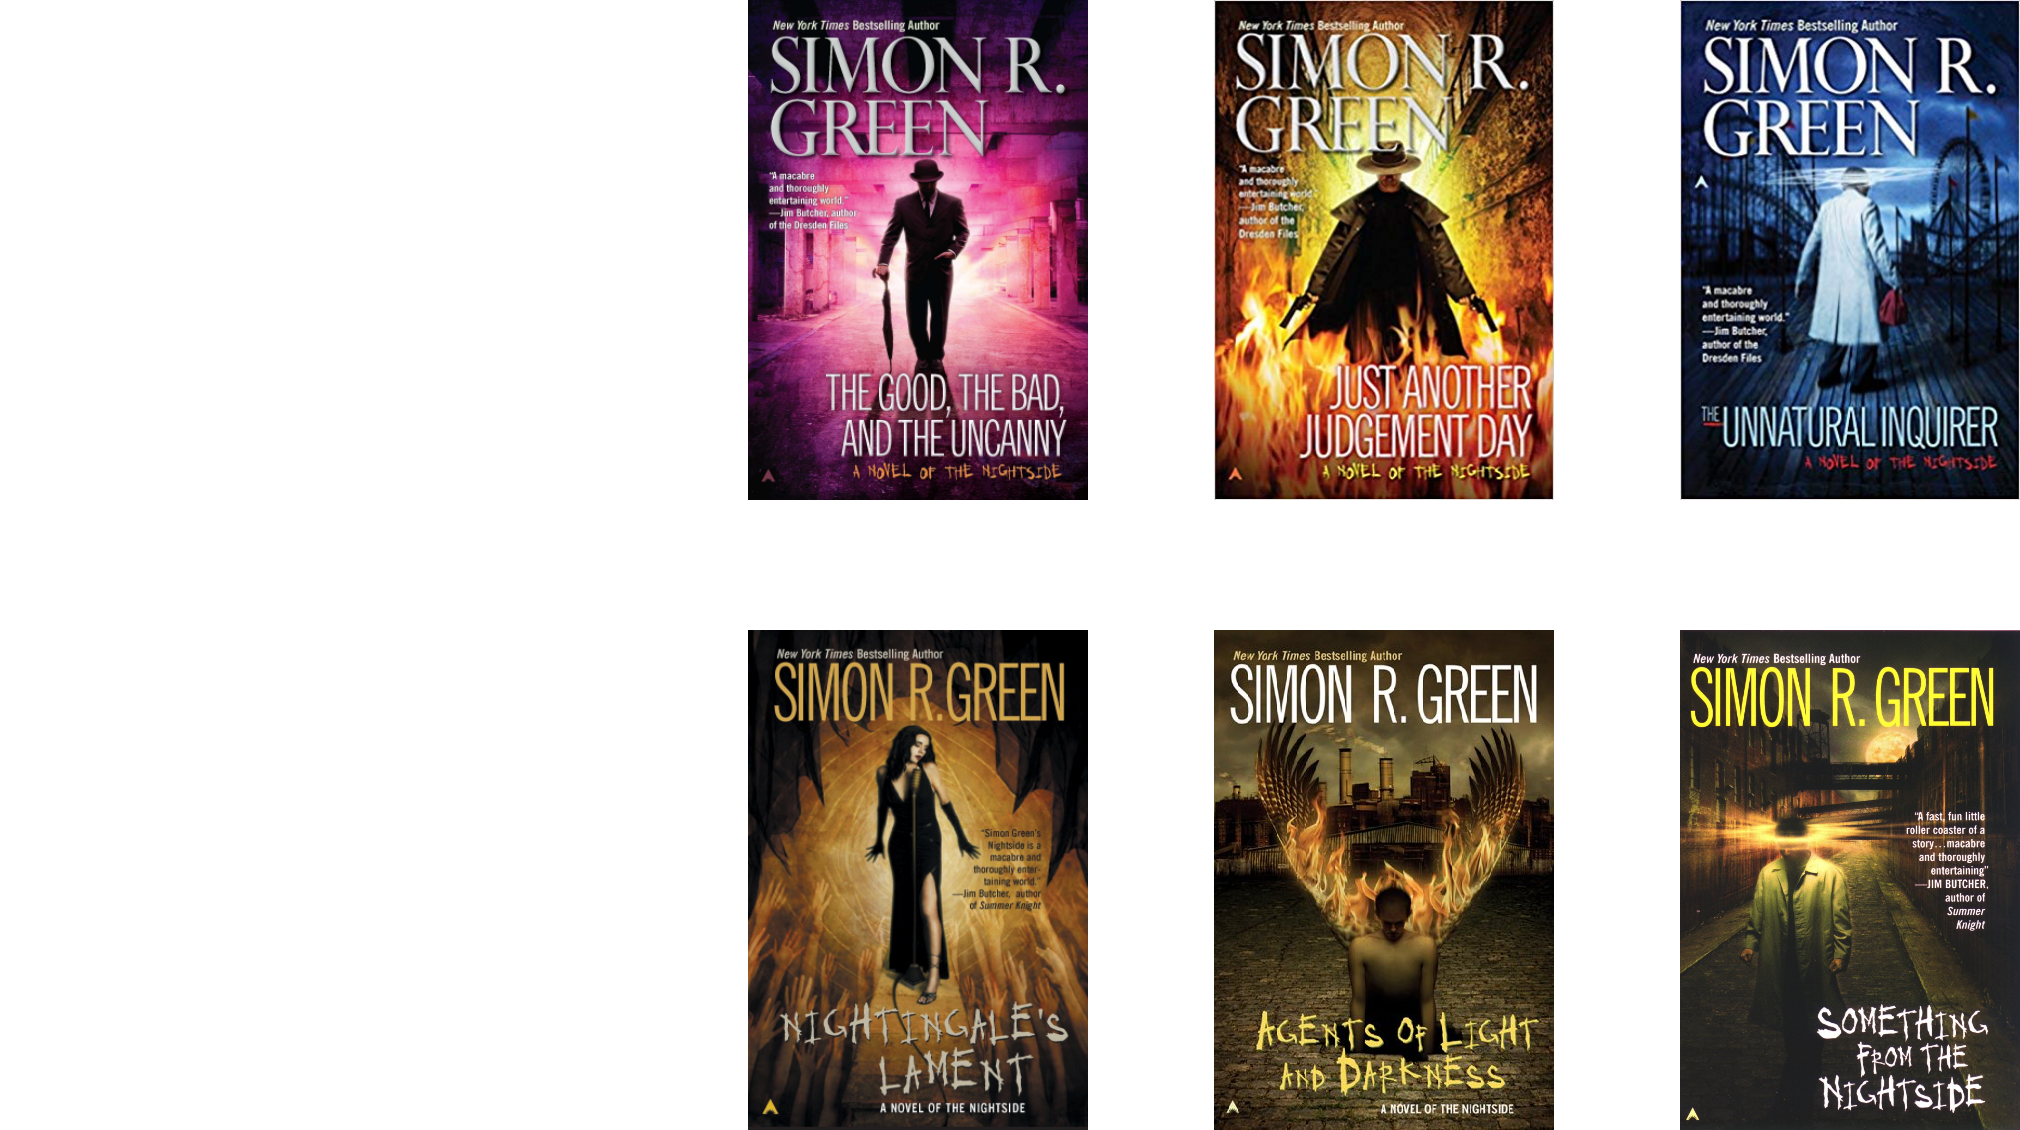 New York Times Bestselling Author
SIMON R.
GREEN
"A macabre
and thoroughly
entertaining world."
—Jim Butcher, author
of the Dresden Files
THE GOOD, THE BAD,
AND THE UNCANNY
A NOVEL OF THE NIGHTSIDE
New York Times Bestselling Author
SIMON R.
GREEN
"A macabre
and thoroughly
entertaining world."
—Jim Butcher,
author of the
Dresden Files
JUST ANOTHER
JUDGEMENT DAY
A NOVEL OF THE NIGHTSIDE
New York Times Bestselling Author
SIMON R.
GREEN
"A macabre
and thoroughly
entertaining world."
—Jim Butcher,
author of the
Dresden Files
THE UNNATURAL INQUIRER
A NOVEL OF THE NIGHTSIDE
New York Times Bestselling Author
SIMON R. GREEN
"Simon Green's
Nightside is a
macabre and
thoroughly enter-
taining world."
—Jim Butcher, author
of Summer Knight
NIGHTINGALE'S
LAMENT
A NOVEL OF THE NIGHTSIDE
New York Times Bestselling Author
SIMON R. GREEN
AGENTS OF LIGHT
AND DARKNESS
A NOVEL OF THE NIGHTSIDE
New York Times Bestselling Author
SIMON R. GREEN
"A fast, fun little
roller coaster of a
story...macabre
and thoroughly
entertaining"
—JIM BUTCHER,
author of
Summer
Knight
SOMETHING
FROM THE
NIGHTSIDE